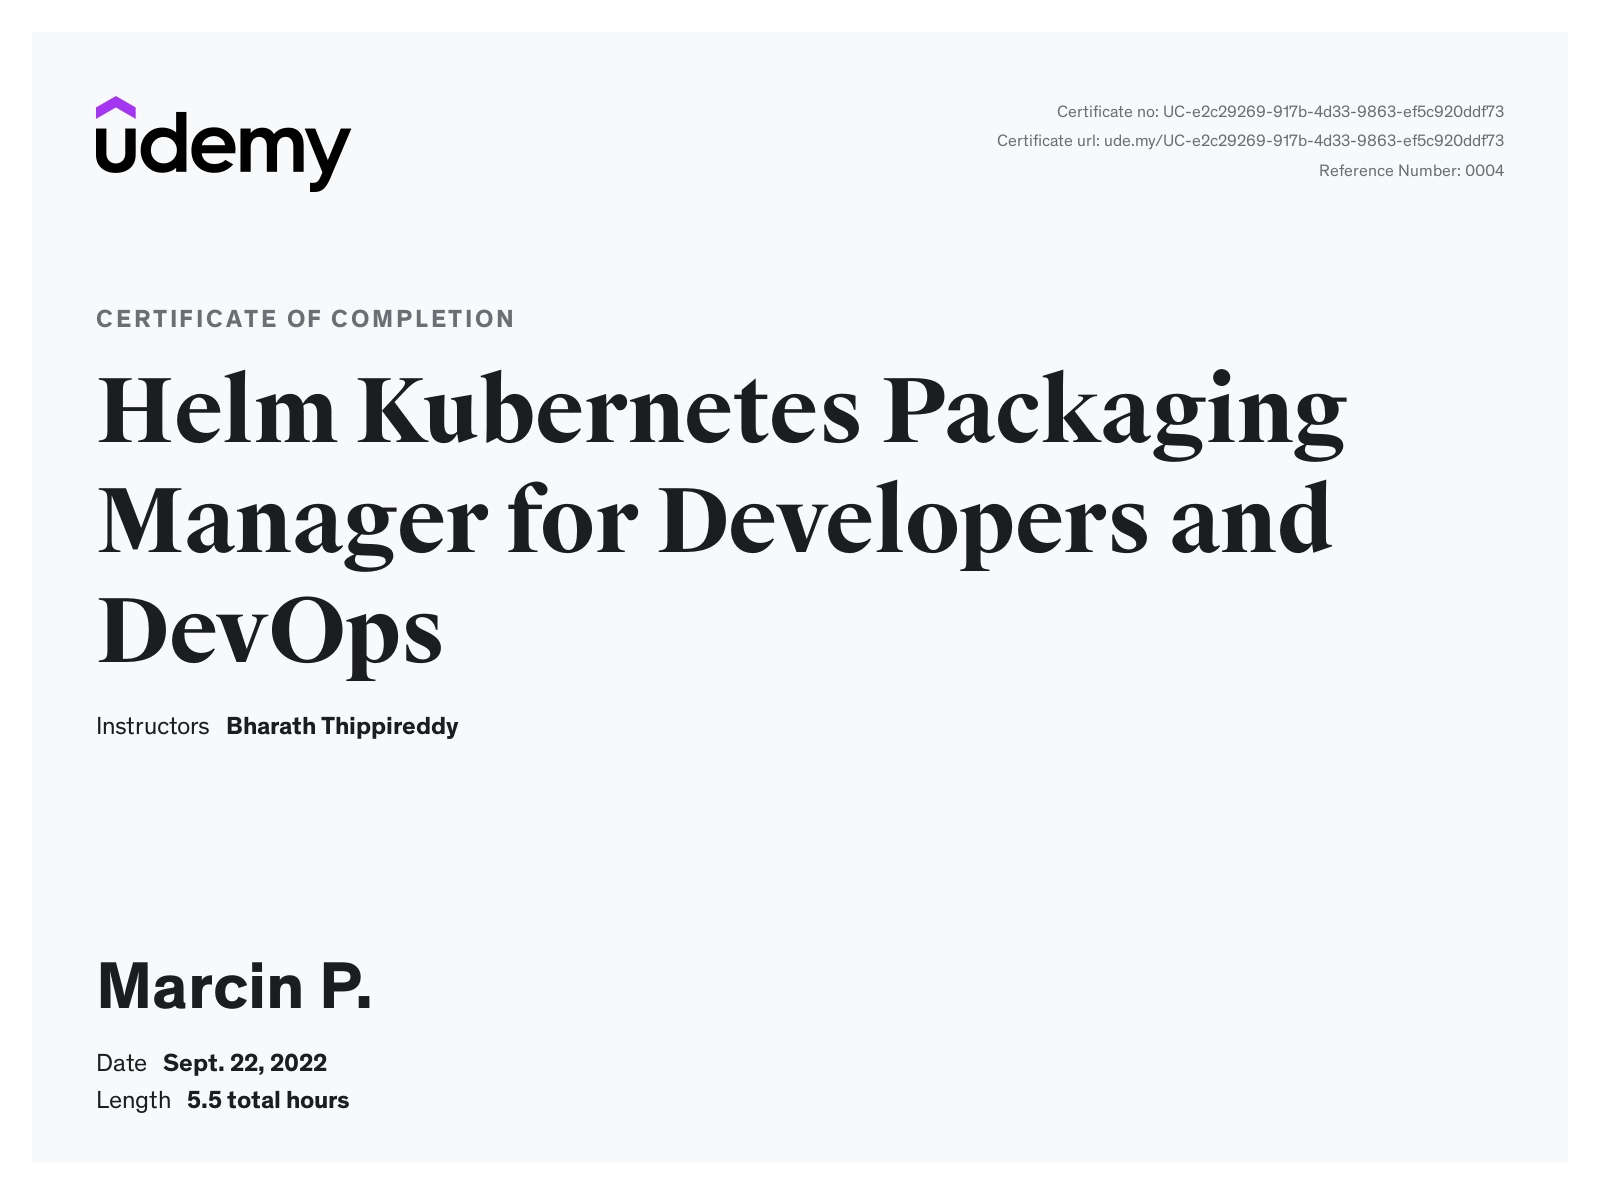 udemy
Certificate no: UC-e2c29269-917b-4d33-9863-ef5c920ddf73
Certificate url: ude.my/UC-e2c29269-917b-4d33-9863-ef5c920ddf73
Reference Number: 0004
CERTIFICATE OF COMPLETION
Helm Kubernetes Packaging
Manager for Developers and
DevOps
Instructors Bharath Thippireddy
Marcin P.
Date Sept. 22, 2022
Length 5.5 total hours